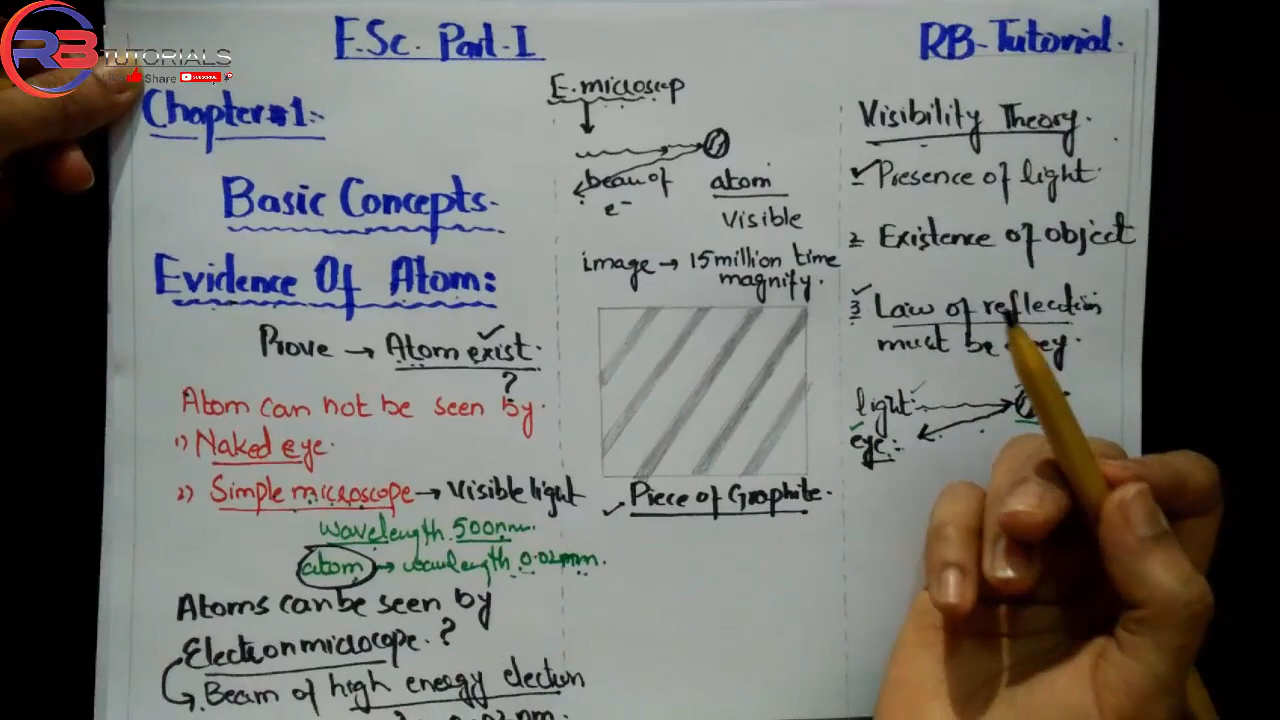 RB TUTORIALS
Like Share
F.Sc. Part-I
RB-Tutorial.
Chapter#1:-
Basic Concepts.
Evidence Of Atom:
Prove → Atom exist.
?
Atom can not be seen by.
1) Naked eye.
2) Simple microscope → Visible light
wavelength 500nm.
atom → wavelength 0.02nm.
Atoms can be seen by
Electron microscope. ?
Beam of high energy electron
E. microscop
beam of
e⁻
atom
Visible
image → 15 million time
magnify.
Piece of Graphite.
Visibility Theory.
1 Presence of light
2 Existence of object
3 Law of reflection
must be
light
eye.